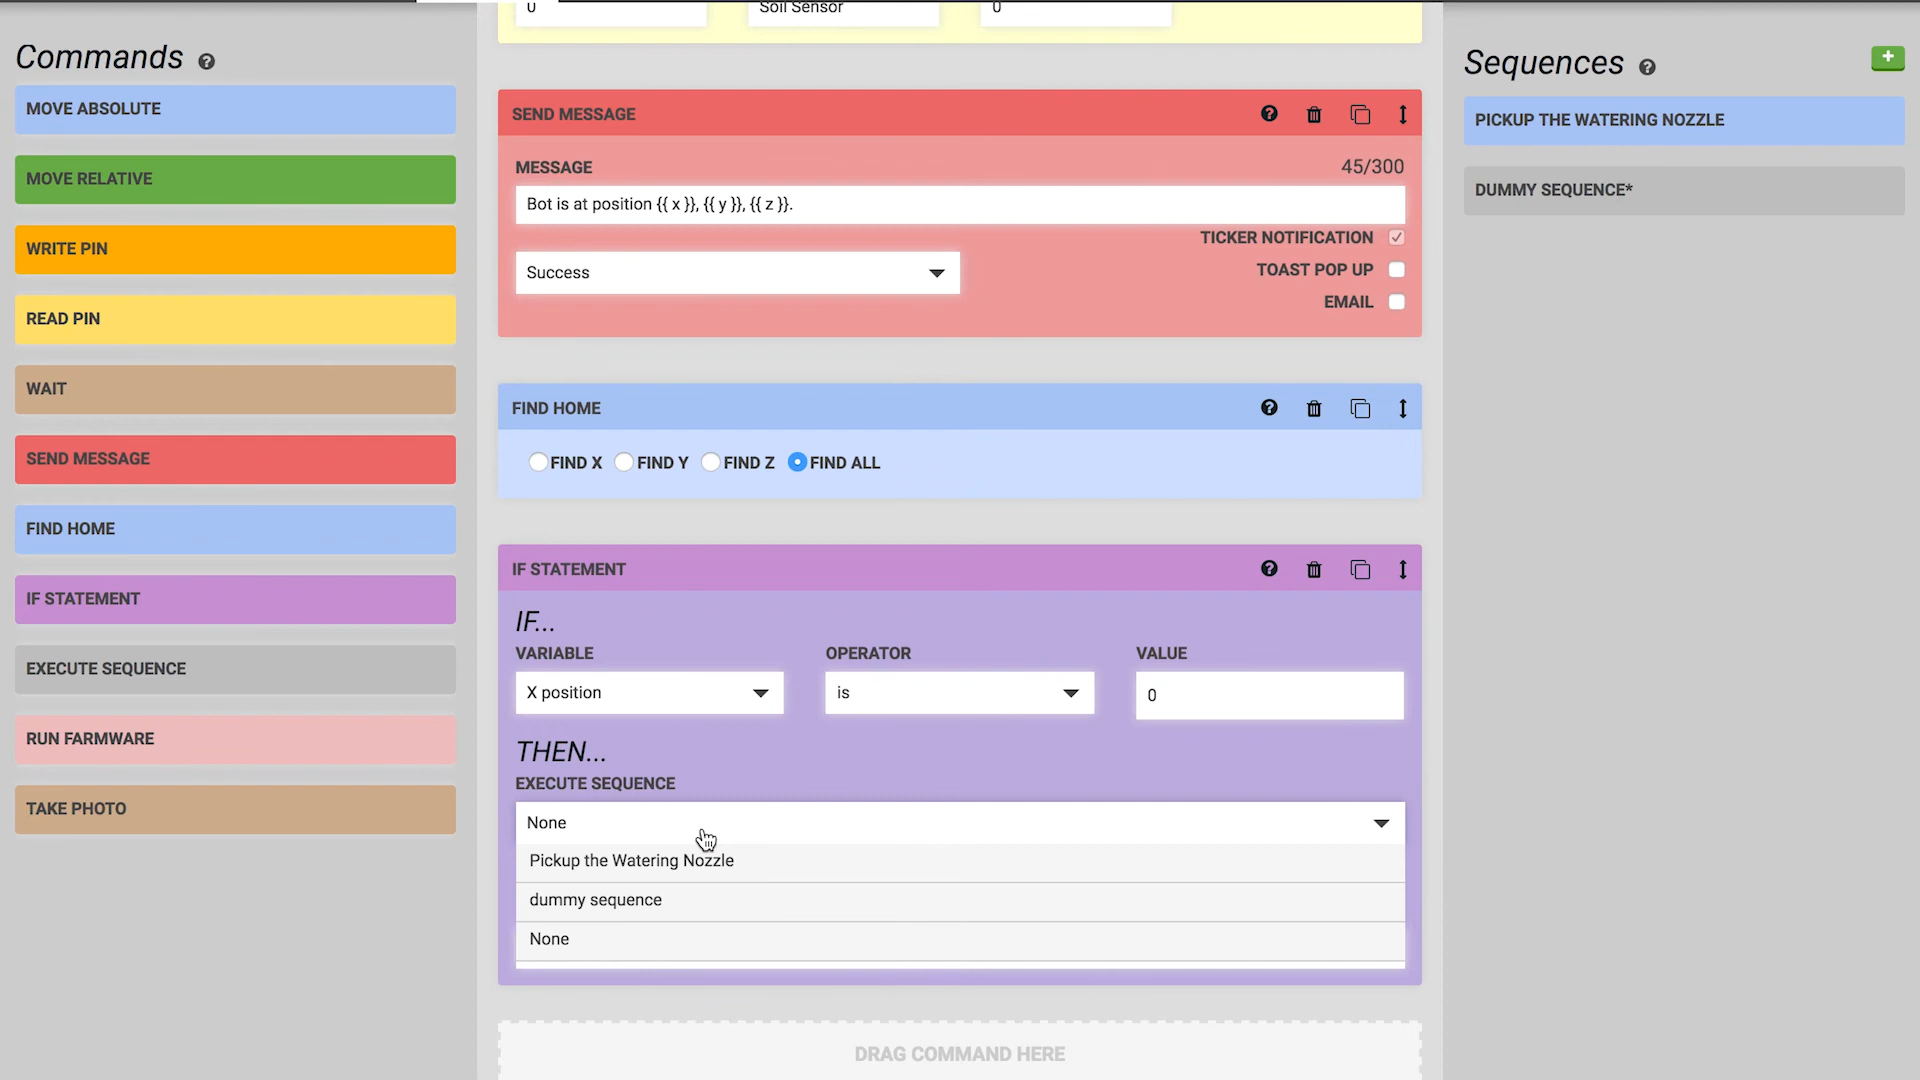 Commands
MOVE ABSOLUTE
MOVE RELATIVE
WRITE PIN
READ PIN
WAIT
SEND MESSAGE
FIND HOME
IF STATEMENT
EXECUTE SEQUENCE
RUN FARMWARE
TAKE PHOTO
0 Soil Sensor 0
SEND MESSAGE
MESSAGE 45/300
Bot is at position {{ x }}, {{ y }}, {{ z }}.
TICKER NOTIFICATION
Success
TOAST POP UP
EMAIL
FIND HOME
FIND X FIND Y FIND Z FIND ALL
IF STATEMENT
IF...
VARIABLE OPERATOR VALUE
X position is 0
THEN...
EXECUTE SEQUENCE
None
Pickup the Watering Nozzle
dummy sequence
None
DRAG COMMAND HERE
Sequences
PICKUP THE WATERING NOZZLE
DUMMY SEQUENCE*